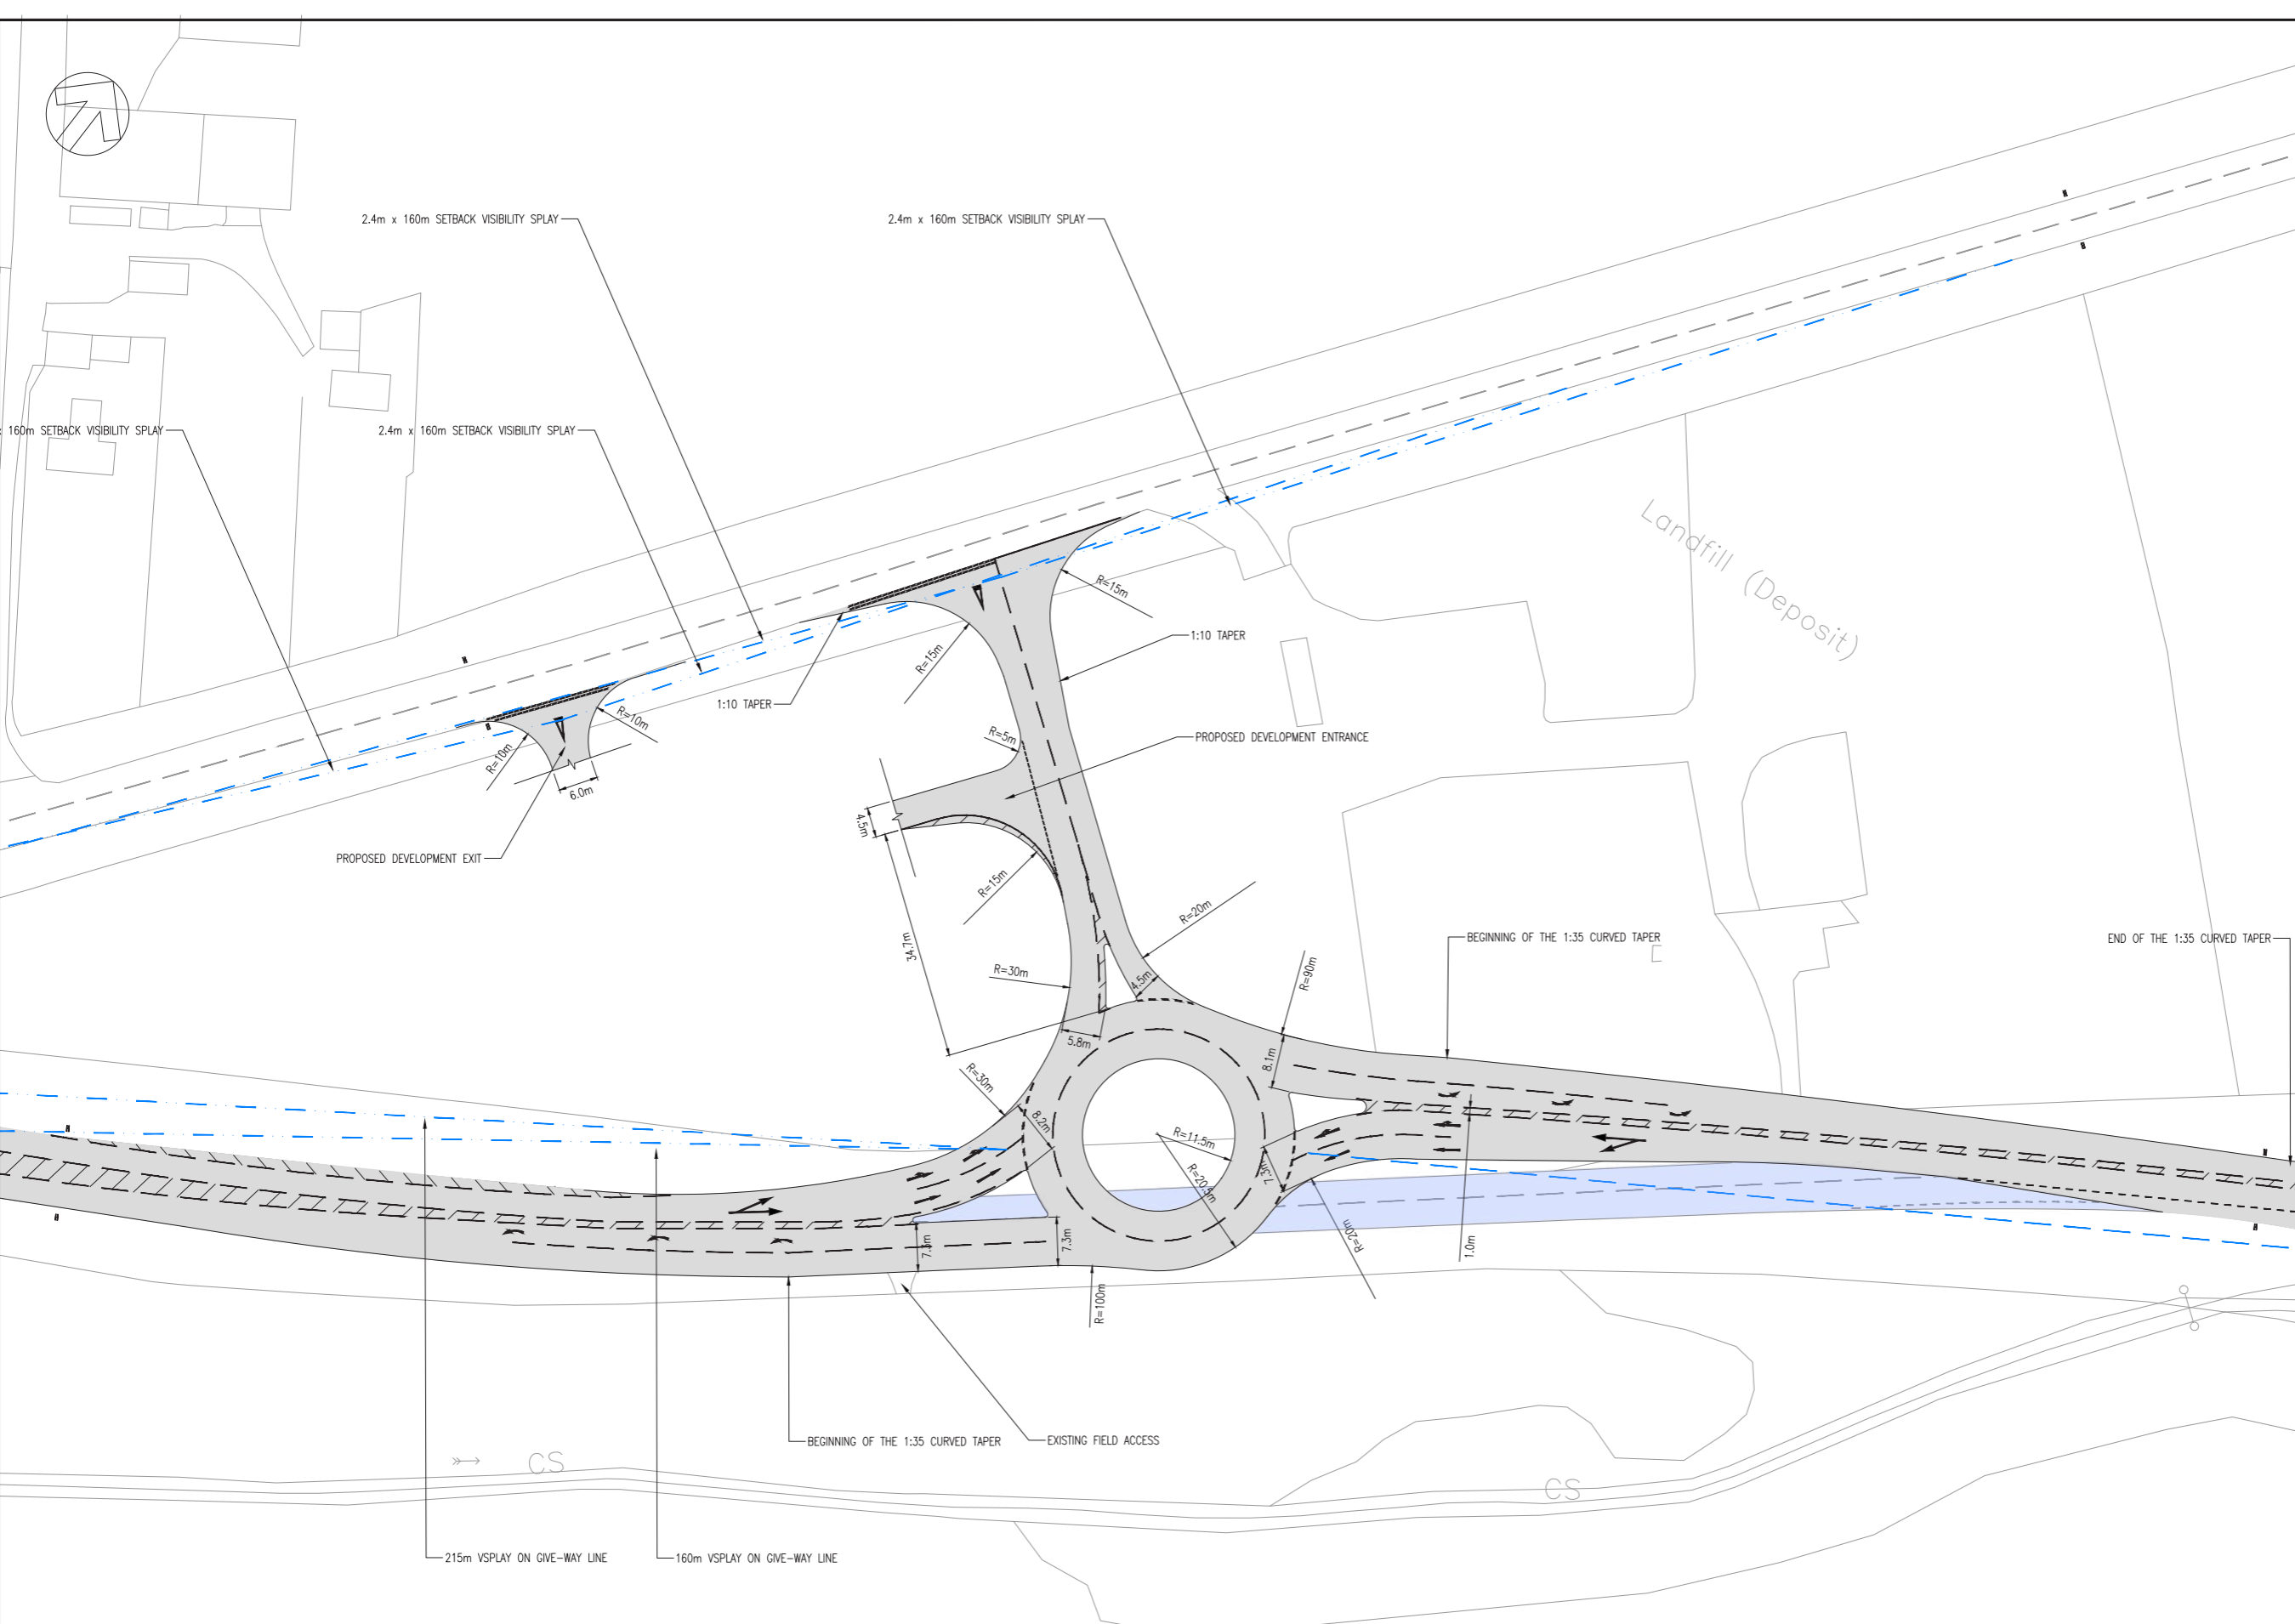 2.4m x 160m SETBACK VISIBILITY SPLAY
2.4m x 160m SETBACK VISIBILITY SPLAY
160m SETBACK VISIBILITY SPLAY
2.4m x 160m SETBACK VISIBILITY SPLAY
Landfill (Deposit)
R=15m
1:10 TAPER
R=15m
1:10 TAPER
R=10m
R=10m
6.0m
R=5m
PROPOSED DEVELOPMENT ENTRANCE
4.5m
PROPOSED DEVELOPMENT EXIT
R=15m
R=20m
34.7m
BEGINNING OF THE 1:35 CURVED TAPER
END OF THE 1:35 CURVED TAPER
R=30m
4.5m
R=90m
5.8m
8.1m
R=30m
8.2m
R=11.5m
R=20.5m
7.3m
R=20m
1.0m
7.3m
7.3m
R=100m
BEGINNING OF THE 1:35 CURVED TAPER
EXISTING FIELD ACCESS
CS
CS
215m VSPLAY ON GIVE-WAY LINE
160m VSPLAY ON GIVE-WAY LINE